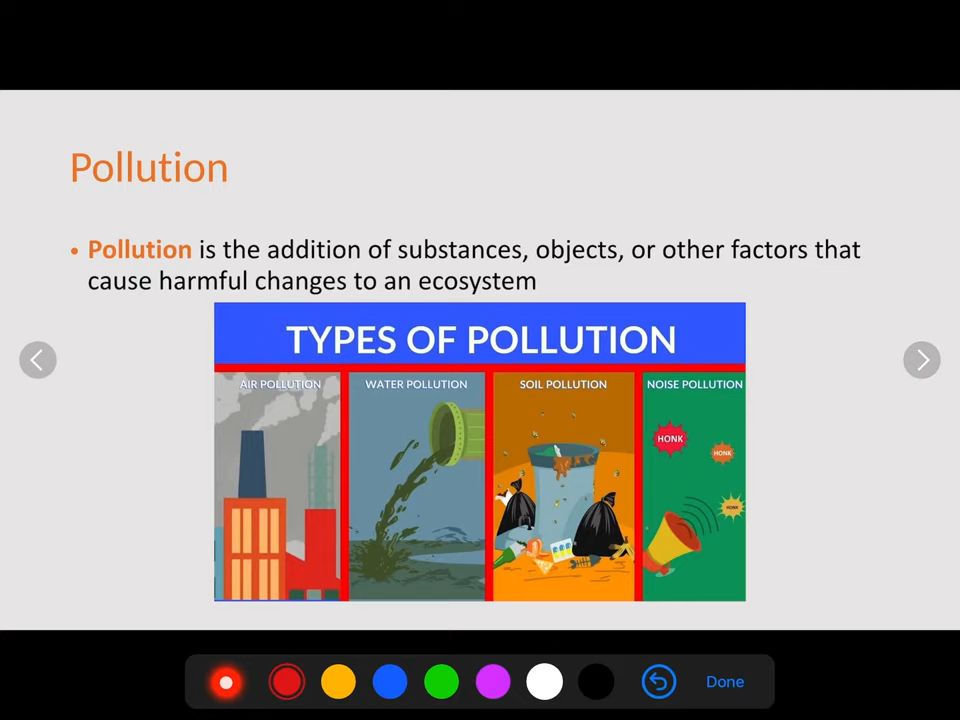 Pollution
• Pollution is the addition of substances, objects, or other factors that
cause harmful changes to an ecosystem
TYPES OF POLLUTION
AIR POLLUTION
WATER POLLUTION
SOIL POLLUTION
NOISE POLLUTION
HONK
HONK
HONK
Done